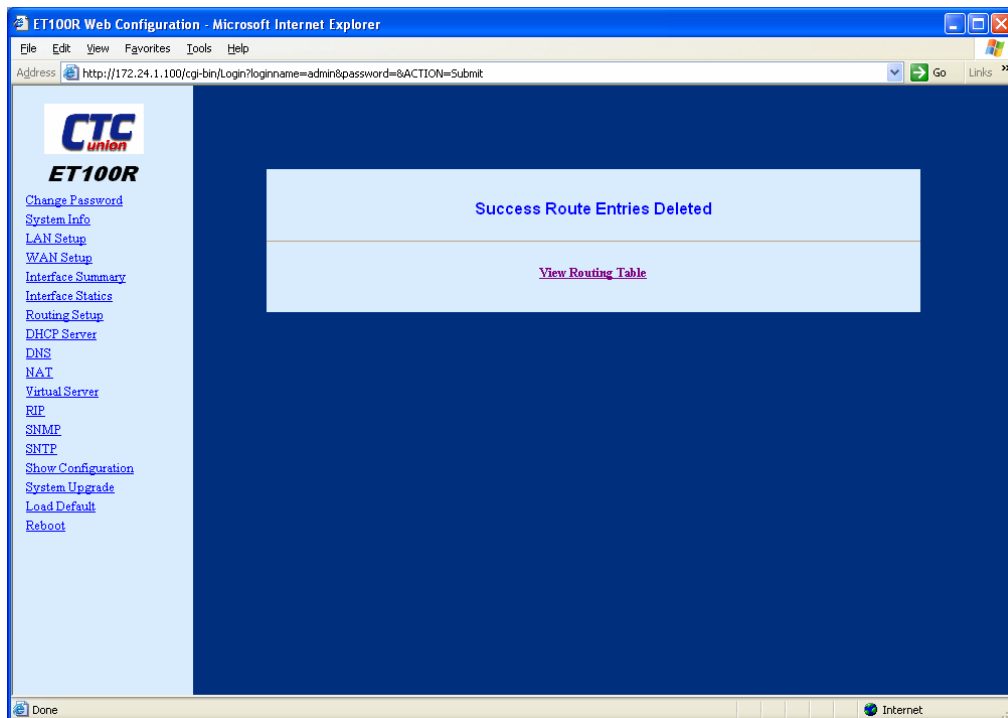 ET100R Web Configuration - Microsoft Internet Explorer
File Edit View Favorites Tools Help
Address http://172.24.1.100/cgi-bin/Login?loginname=admin&password=&ACTION=Submit Go Links »
CTC
union
ET100R
Change Password
System Info
LAN Setup
WAN Setup
Interface Summary
Interface Statics
Routing Setup
DHCP Server
DNS
NAT
Virtual Server
RIP
SNMP
SNTP
Show Configuration
System Upgrade
Load Default
Reboot
Success Route Entries Deleted
View Routing Table
Done Internet